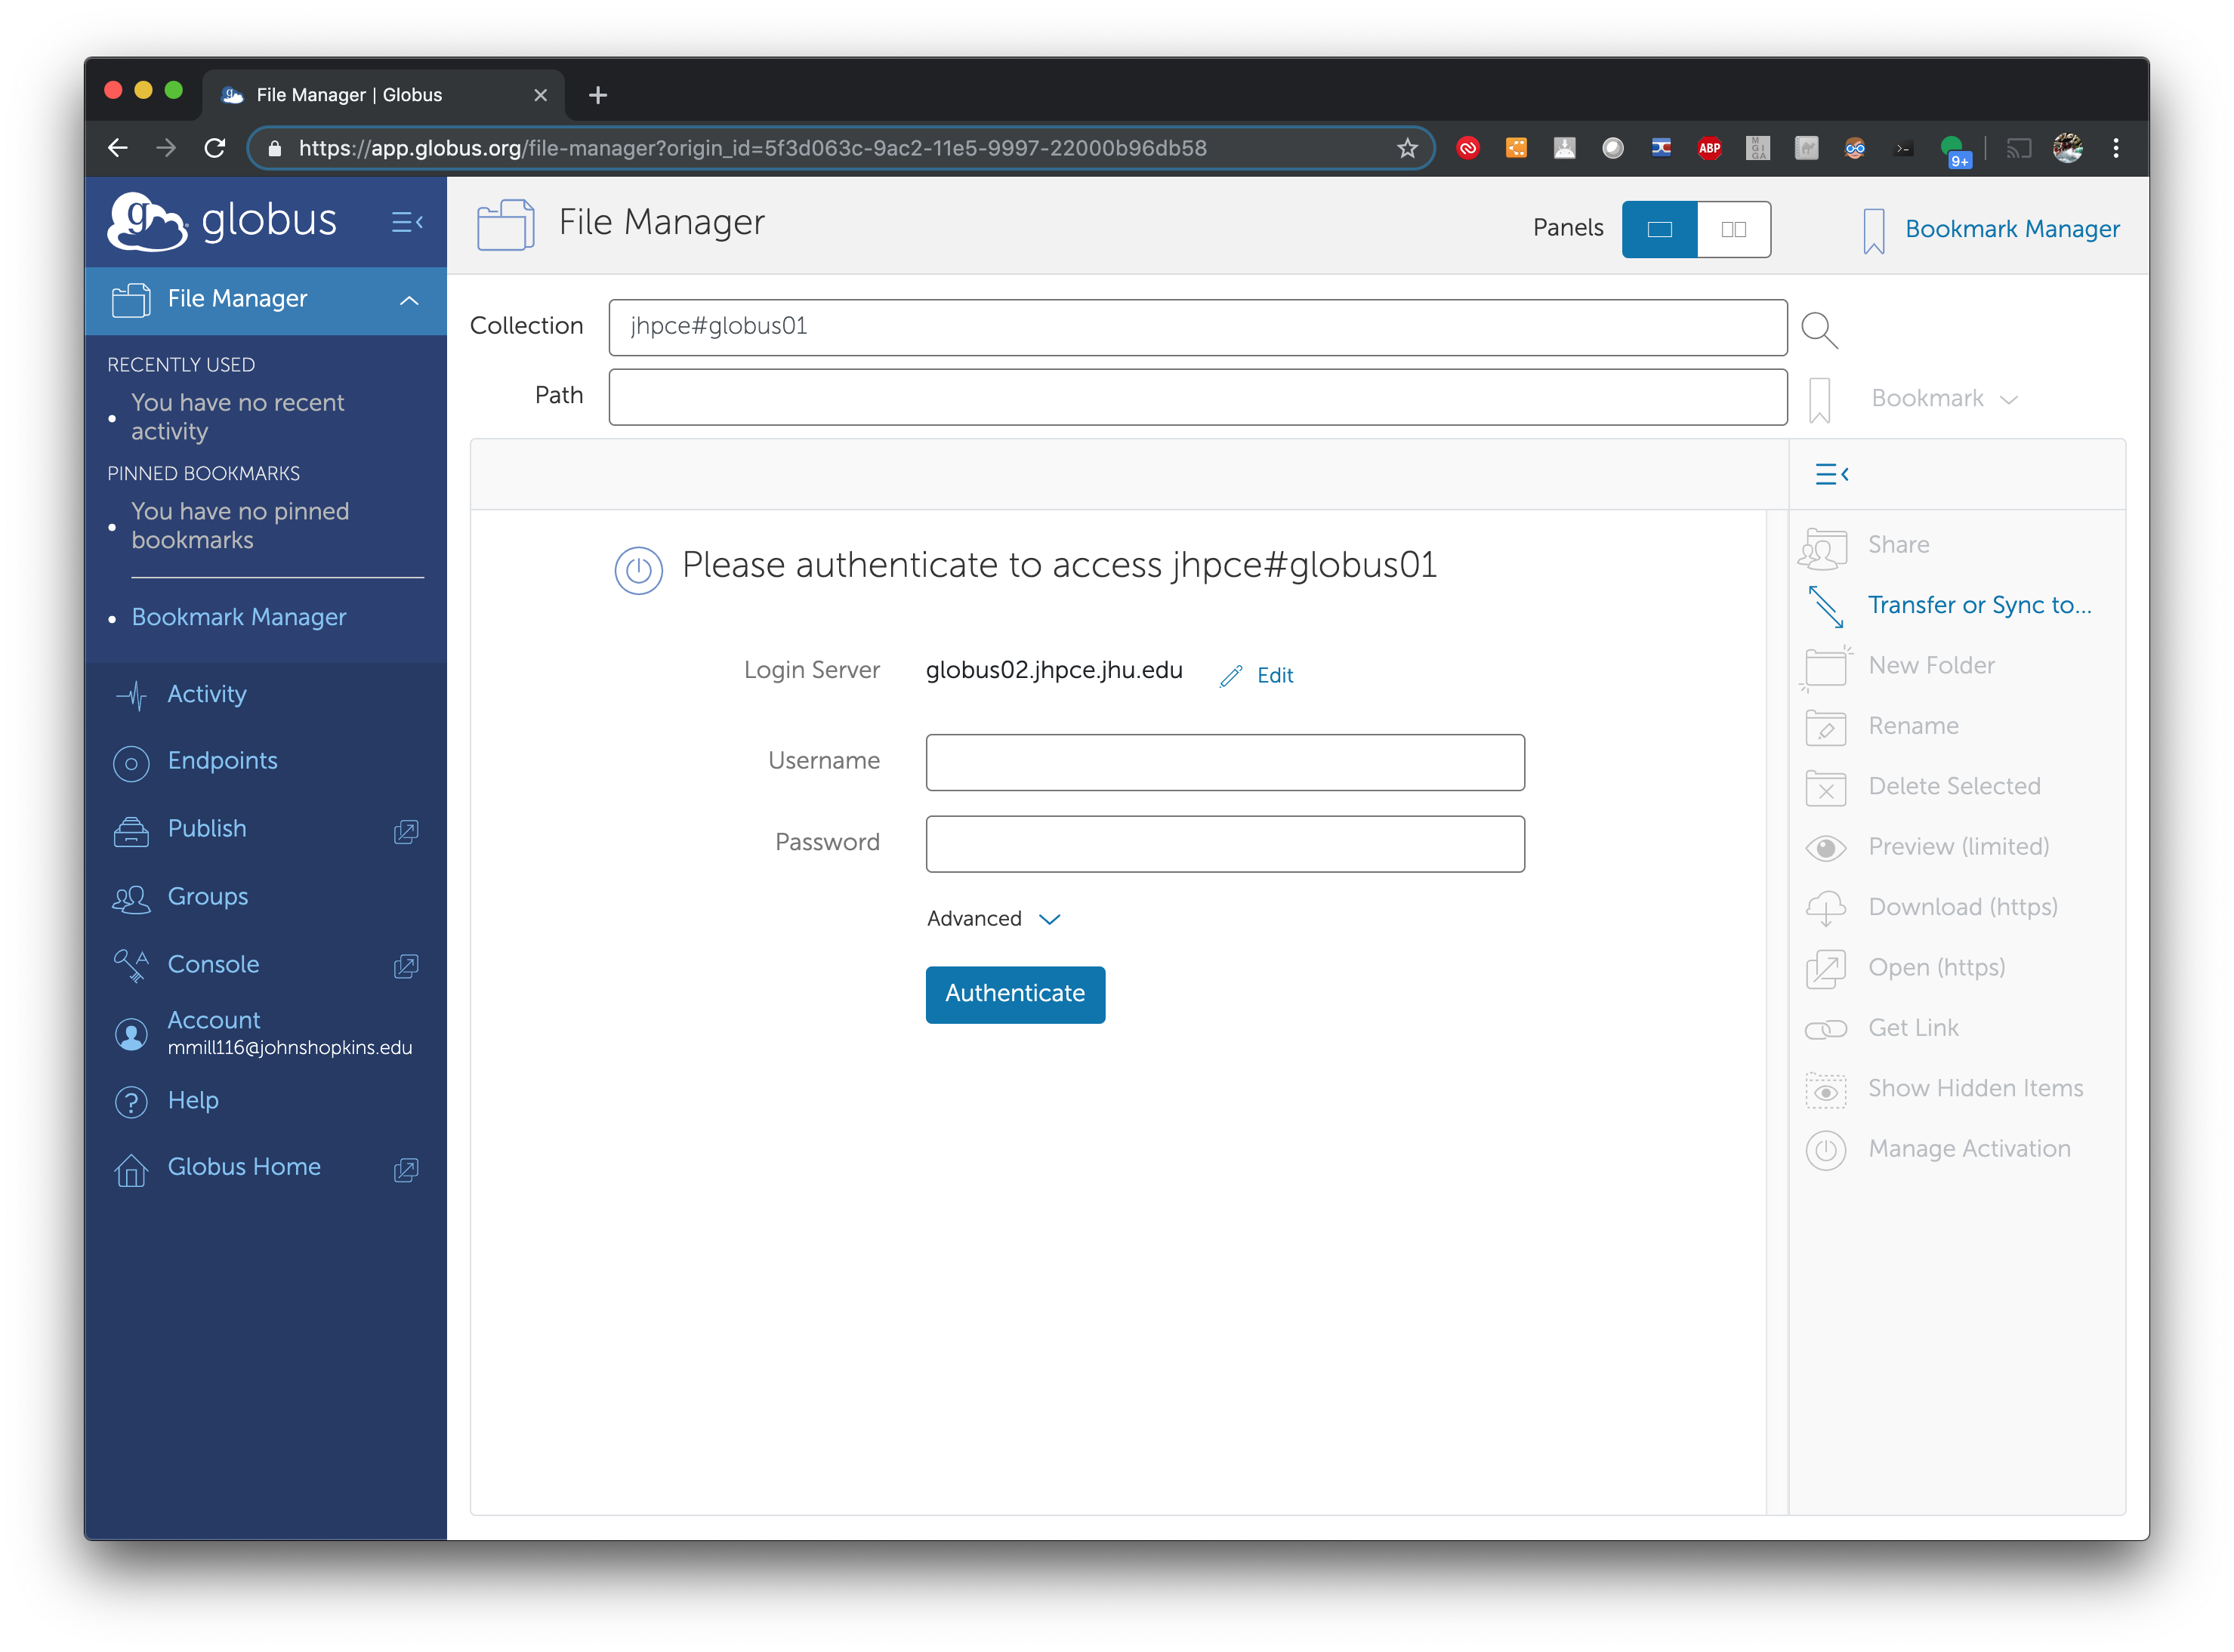 File Manager | Globus
https://app.globus.org/file-manager?origin_id=5f3d063c-9ac2-11e5-9997-22000b96db58
ABP
M
G I
GA
9+
g globus
File Manager
Panels
Bookmark Manager
File Manager
RECENTLY USED
You have no recent
activity
PINNED BOOKMARKS
You have no pinned
bookmarks
Bookmark Manager
Activity
Endpoints
Publish
Groups
Console
Account
mmill116@johnshopkins.edu
Help
Globus Home
Collection
jhpce#globus01
Path
Bookmark
Please authenticate to access jhpce#globus01
Login Server
globus02.jhpce.jhu.edu
Edit
Username
Password
Advanced
Authenticate
Share
Transfer or Sync to...
New Folder
Rename
Delete Selected
Preview (limited)
Download (https)
Open (https)
Get Link
Show Hidden Items
Manage Activation